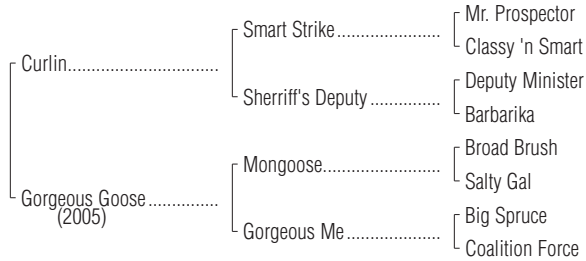 Mr. Prospector
Smart Strike
Classy 'n Smart
Curlin
Deputy Minister
Sherriff's Deputy
Barbarika
Broad Brush
Mongoose
Salty Gal
Gorgeous Goose
(2005)
Big Spruce
Gorgeous Me
Coalition Force